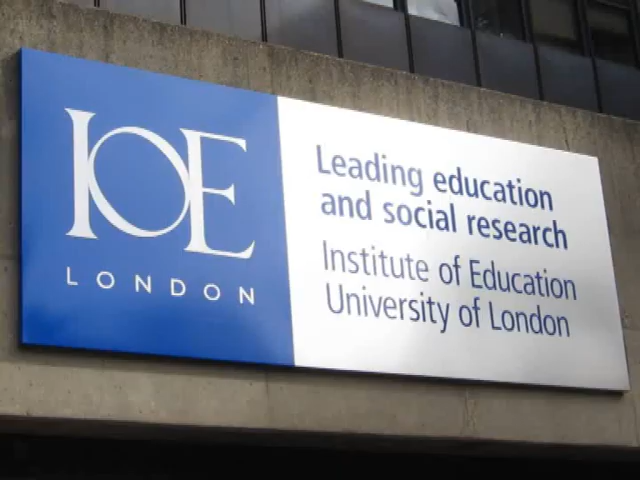 IOE
LONDON
Leading education
and social research
Institute of Education
University of London